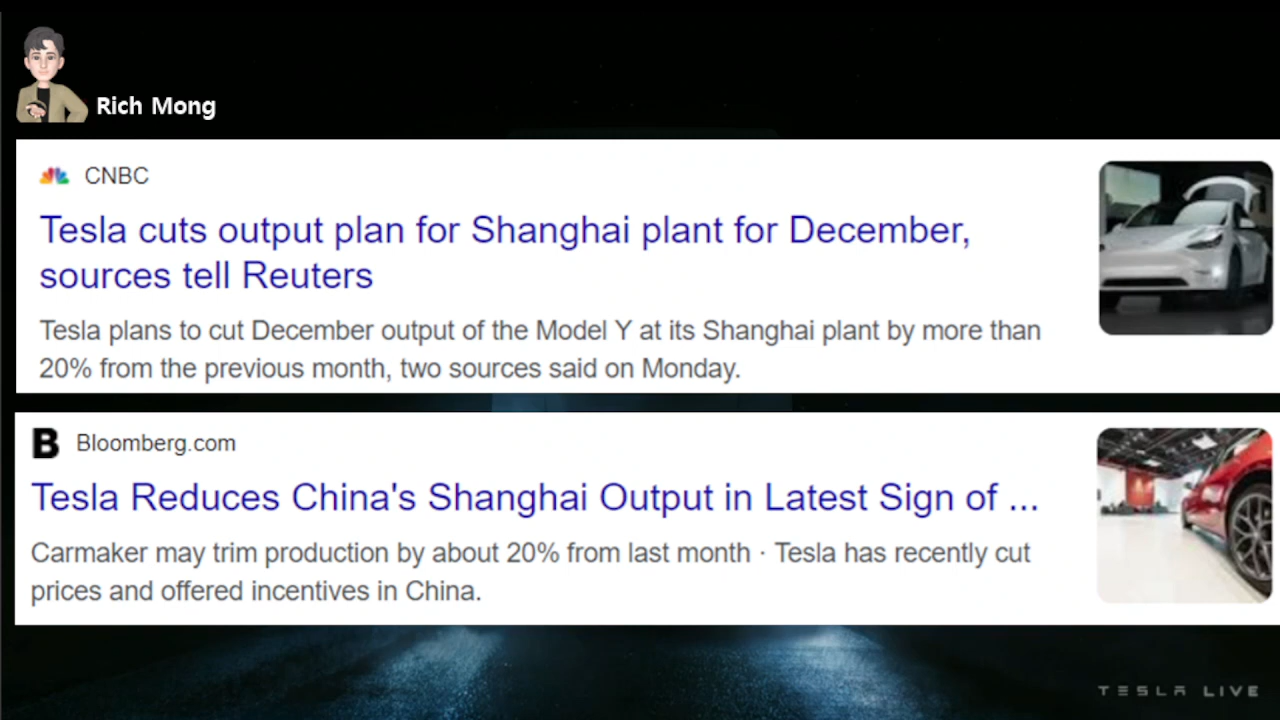 Rich Mong
CNBC
Tesla cuts output plan for Shanghai plant for December,
sources tell Reuters
Tesla plans to cut December output of the Model Y at its Shanghai plant by more than
20% from the previous month, two sources said on Monday.
B Bloomberg.com
Tesla Reduces China's Shanghai Output in Latest Sign of ...
Carmaker may trim production by about 20% from last month · Tesla has recently cut
prices and offered incentives in China.
TESLA LIVE